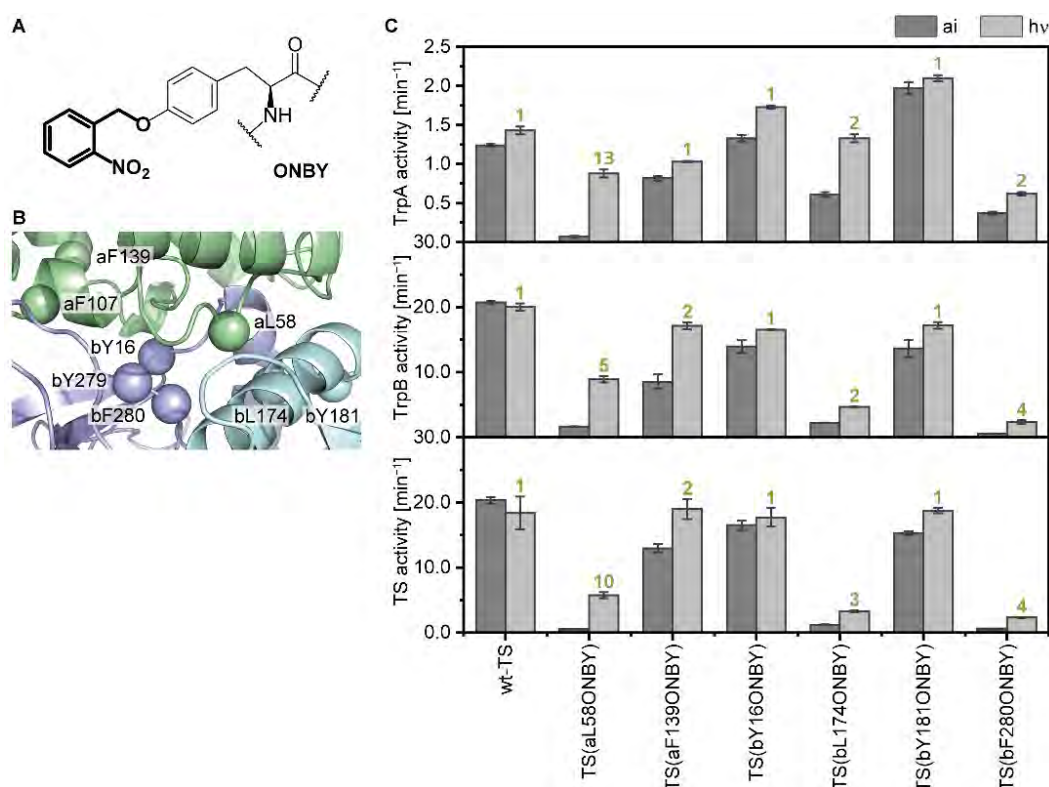 A
O
O
NH
NO₂
ONBY
B
aF139
aF107
aL58
bY16
bY279
bF280
bL174
bY181
C
ai
hν
TrpA activity [min⁻¹]
2.5
2.0
1.5
1.0
0.5
1
13
1
1
2
1
2
TrpB activity [min⁻¹]
30.0
20.0
10.0
1
5
2
1
2
1
4
TS activity [min⁻¹]
30.0
20.0
10.0
0.0
1
10
2
1
3
1
4
wt-TS
TS(aL58ONBY)
TS(aF139ONBY)
TS(bY16ONBY)
TS(bL174ONBY)
TS(bY181ONBY)
TS(bF280ONBY)